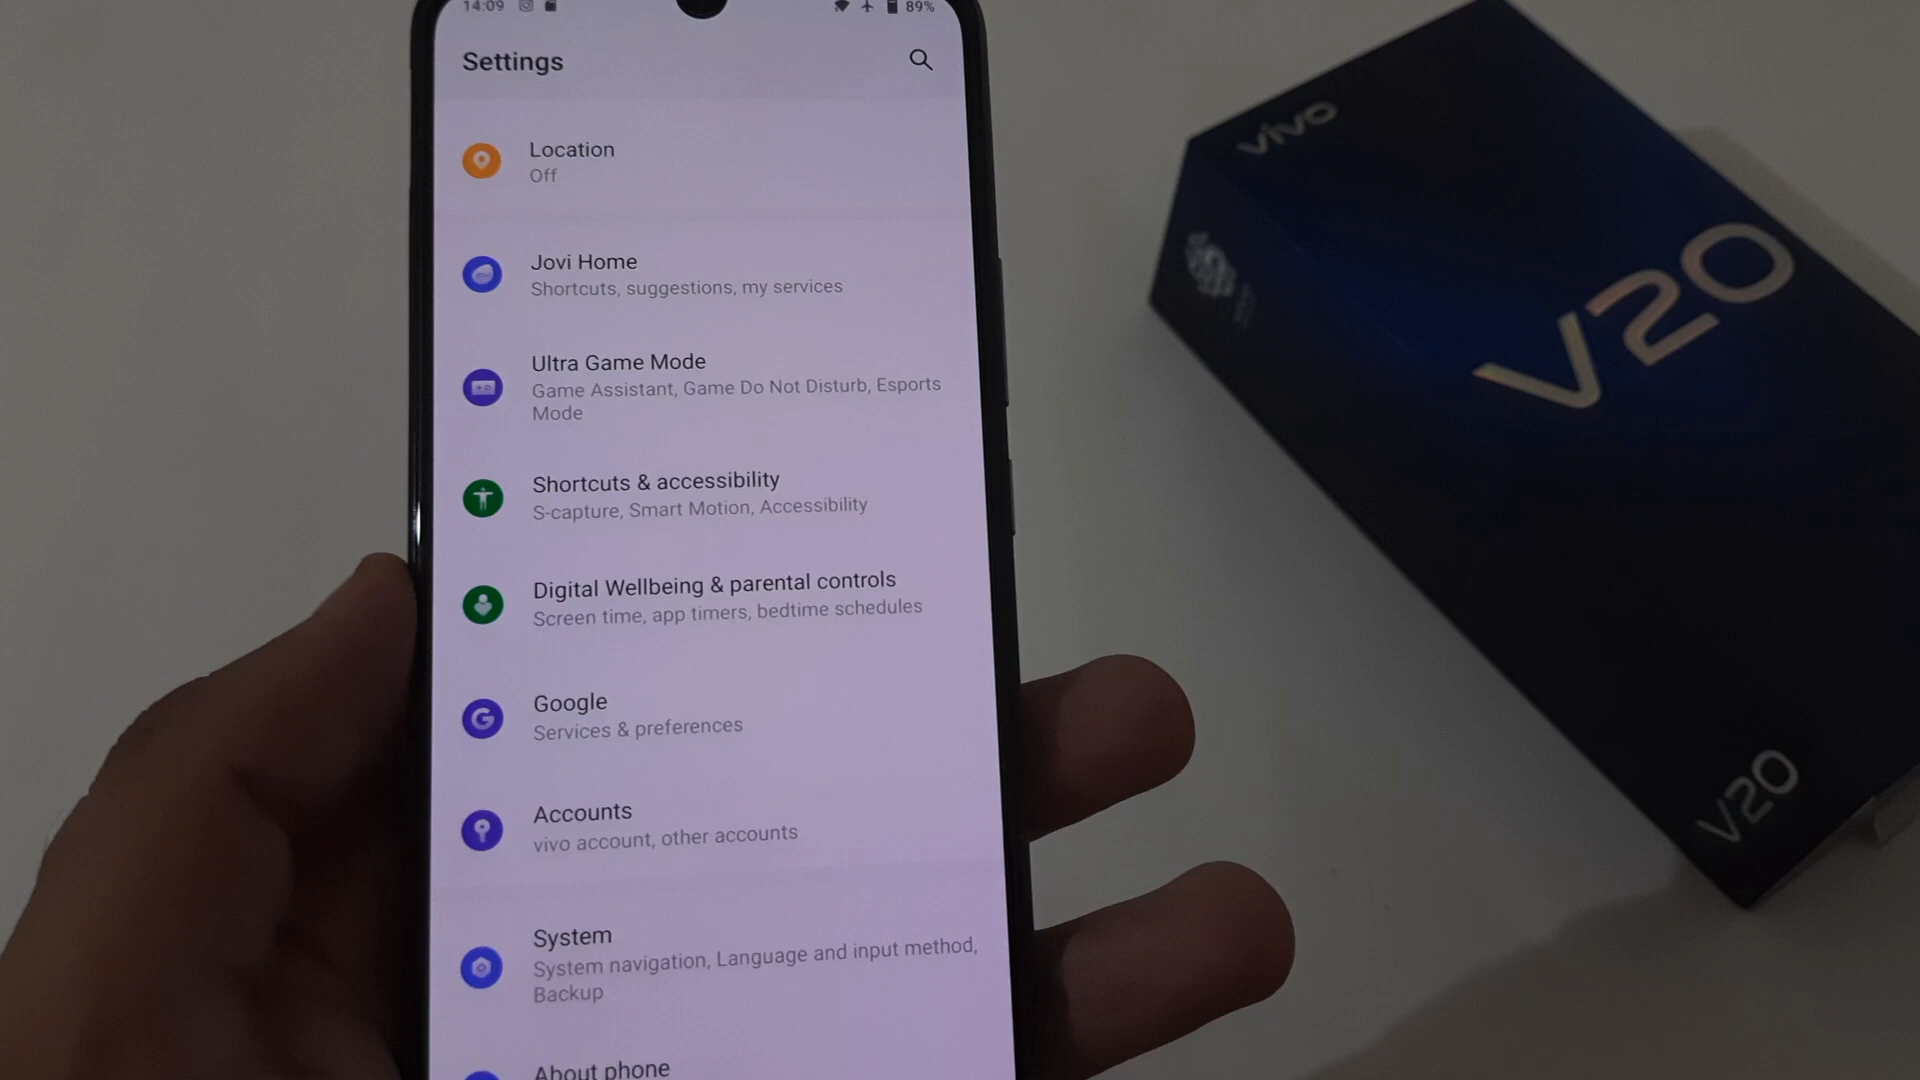 14:09
89%
Settings
Location
Off
Jovi Home
Shortcuts, suggestions, my services
Ultra Game Mode
Game Assistant, Game Do Not Disturb, Esports
Mode
Shortcuts & accessibility
S-capture, Smart Motion, Accessibility
Digital Wellbeing & parental controls
Screen time, app timers, bedtime schedules
Google
Services & preferences
Accounts
vivo account, other accounts
System
System navigation, Language and input method,
Backup
About phone
vivo
V20
V20